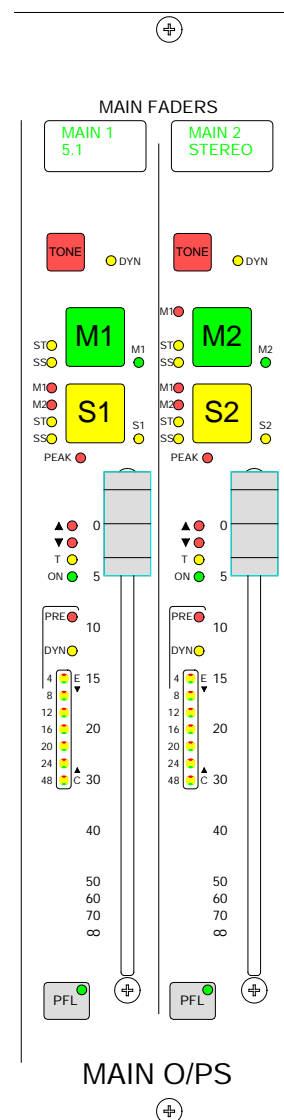 MAIN FADERS
MAIN 1
5.1
MAIN 2
STEREO
TONE
DYN
TONE
DYN
M1
M1
ST
SS
M1
M2
ST
SS
M2
M1
M2
ST
SS
S1
S1
M1
M2
ST
SS
S2
S2
PEAK
PEAK
▲ 0
▼
T
ON 5
▲ 0
▼
T
ON 5
PRE 10
DYN
4 E 15
8 ▼
12
16 20
20
24 ▲
48 C 30
40
50
60
70
∞
PRE 10
DYN
4 E 15
8 ▼
12
16 20
20
24 ▲
48 C 30
40
50
60
70
∞
PFL
PFL
MAIN O/PS